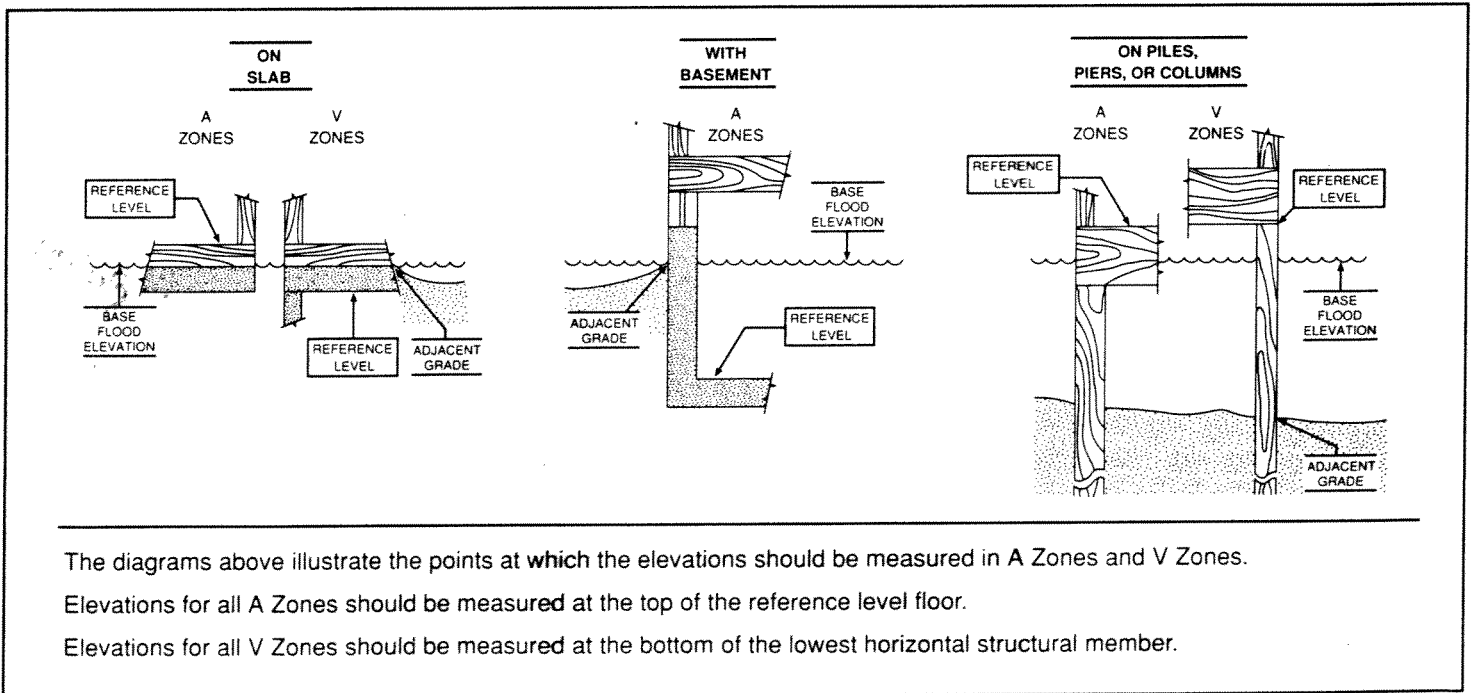 ON
SLAB
A
ZONES
V
ZONES
REFERENCE
LEVEL
BASE
FLOOD
ELEVATION
REFERENCE
LEVEL
ADJACENT
GRADE
WITH
BASEMENT
A
ZONES
BASE
FLOOD
ELEVATION
ADJACENT
GRADE
REFERENCE
LEVEL
ON PILES,
PIERS, OR COLUMNS
A
ZONES
V
ZONES
REFERENCE
LEVEL
REFERENCE
LEVEL
BASE
FLOOD
ELEVATION
ADJACENT
GRADE
The diagrams above illustrate the points at which the elevations should be measured in A Zones and V Zones.
Elevations for all A Zones should be measured at the top of the reference level floor.
Elevations for all V Zones should be measured at the bottom of the lowest horizontal structural member.